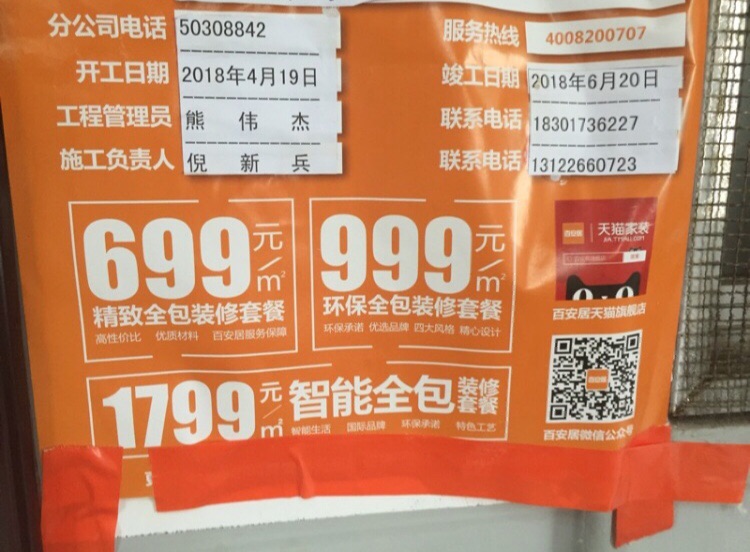 分公司电话 50308842 服务热线 4008200707
开工日期 2018年4月19日 竣工日期 2018年6月20日
工程管理员 熊 伟 杰 联系电话 18301736227
施工负责人 倪 新 兵 联系电话 13122660723
699元/㎡
精致全包装修套餐
高性价比 优质材料 百安居服务保障
999元/㎡
环保全包装修套餐
环保承诺 优选品牌 四大风格 精心设计
百安居 天猫家装
JIA.TMALL.COM
百安居天猫旗舰店
1799元/㎡ 智能全包装修套餐
智能生活 国际品牌 环保承诺 特色工艺
百安居
百安居微信公众号